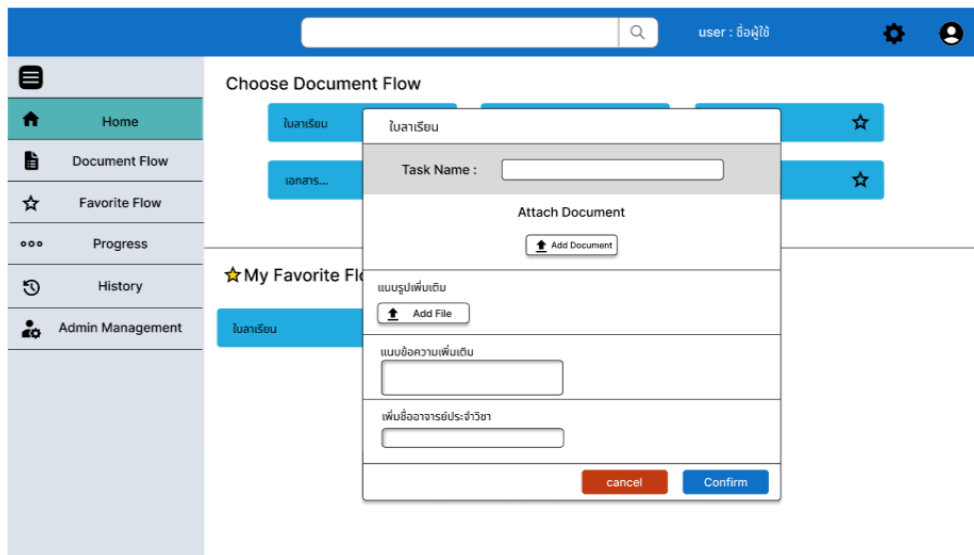 user : ชื่อผู้ใช้
Choose Document Flow
Home
Document Flow
Favorite Flow
Progress
History
Admin Management
ใบลาเรียน
เอกสาร...
ใบลาเรียน
Task Name :
Attach Document
Add Document
แนบรูปเพิ่มเติม
Add File
แนบข้อความเพิ่มเติม
เพิ่มชื่ออาจารย์ประจำวิชา
cancel
Confirm
My Favorite Flo
ใบลาเรียน